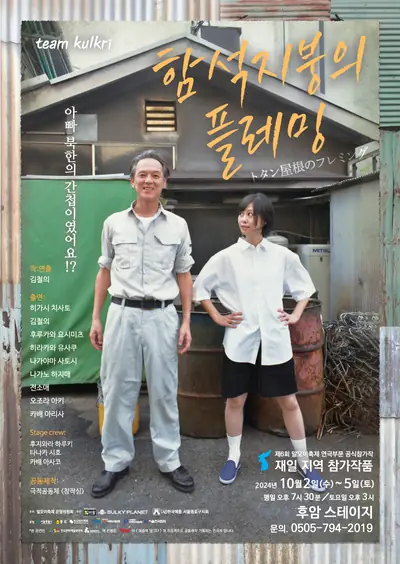 team kulkri
함석지붕의
플레밍
トタン屋根のフレミング
아빠 북한의 간첩이었어요!?
작·연출
김철의
출연:
히가시 치사토
김철의
후루카와 요시미츠
히라카와 유사쿠
나가야마 사토시
나가노 하지메
전소애
오조라 아키
카베 아리사
Stage crew:
후지와라 하루키
타나카 시호
카베 아사코
공동제작:
극적공동체 (창작심)
MITSUI
제6회 말모이축제 연극부문 공식참가작
재일 지역 참가작품
2024년 10월2일(수)~5일(토)
평일 오후 7시 30분 / 토요일 오후 3시
후암 스테이지
문의. 0505-794-2019
BULKY PLANET